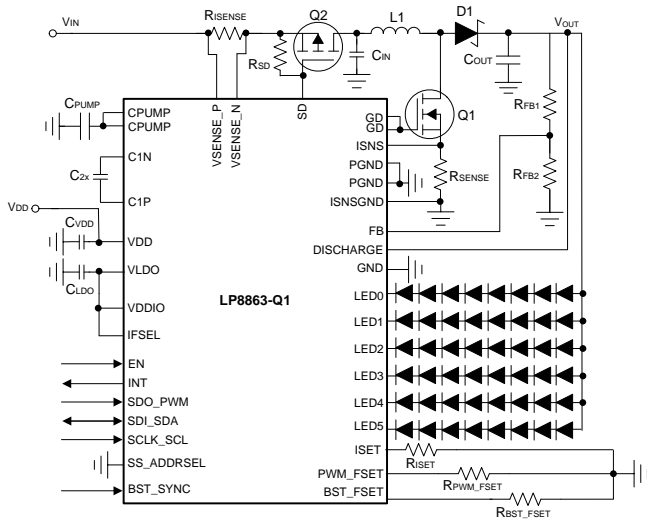 VIN
RISENSE
Q2
L1
D1
VOUT
RSD
CIN
COUT
CPUMP
CPUMP
CPUMP
VSENSE_P
VSENSE_N
SD
GD
GD
Q1
RFB1
C1N
ISNS
C2x
PGND
PGND
RSENSE
RFB2
C1P
ISNSGND
VDD
CVDD
FB
VDD
DISCHARGE
VLDO
GND
CLDO
LP8863-Q1
LED0
VDDIO
LED1
IFSEL
LED2
EN
LED3
INT
LED4
SDO_PWM
SDI_SDA
LED5
SCLK_SCL
ISET
RISET
SS_ADDRSEL
PWM_FSET
RPWM_FSET
BST_SYNC
BST_FSET
RBST_FSET